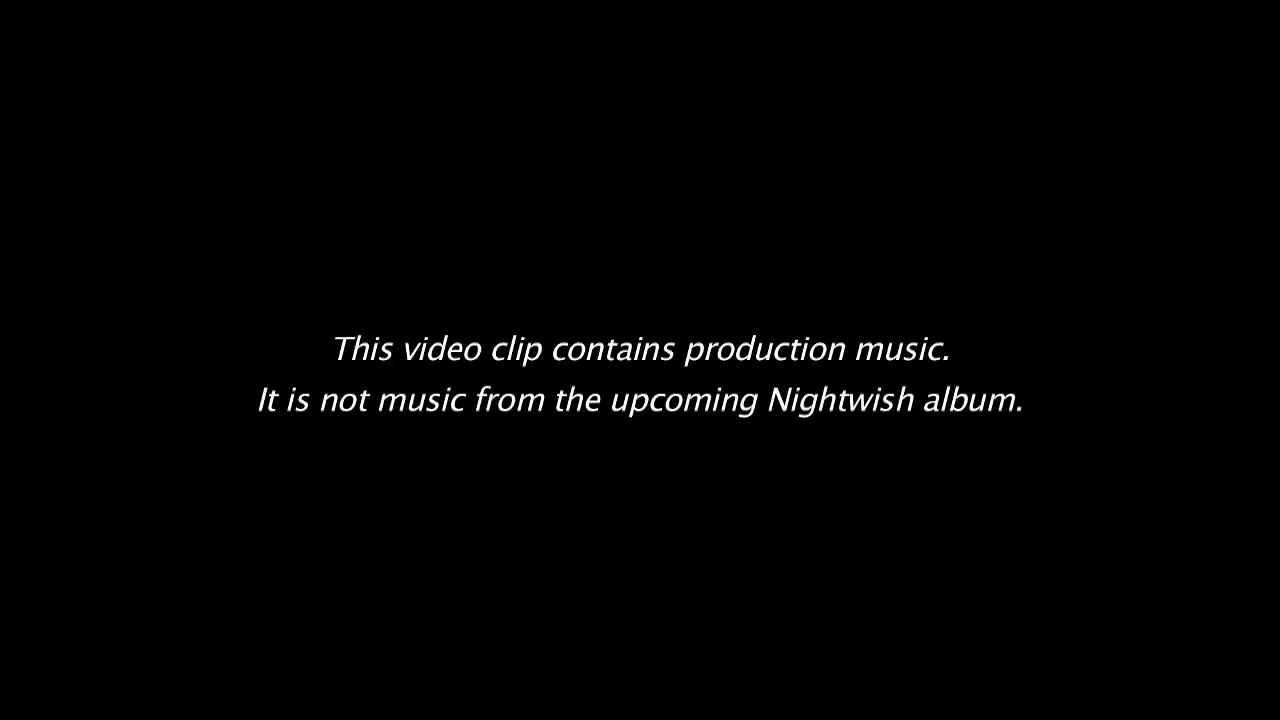 This video clip contains production music.
It is not music from the upcoming Nightwish album.